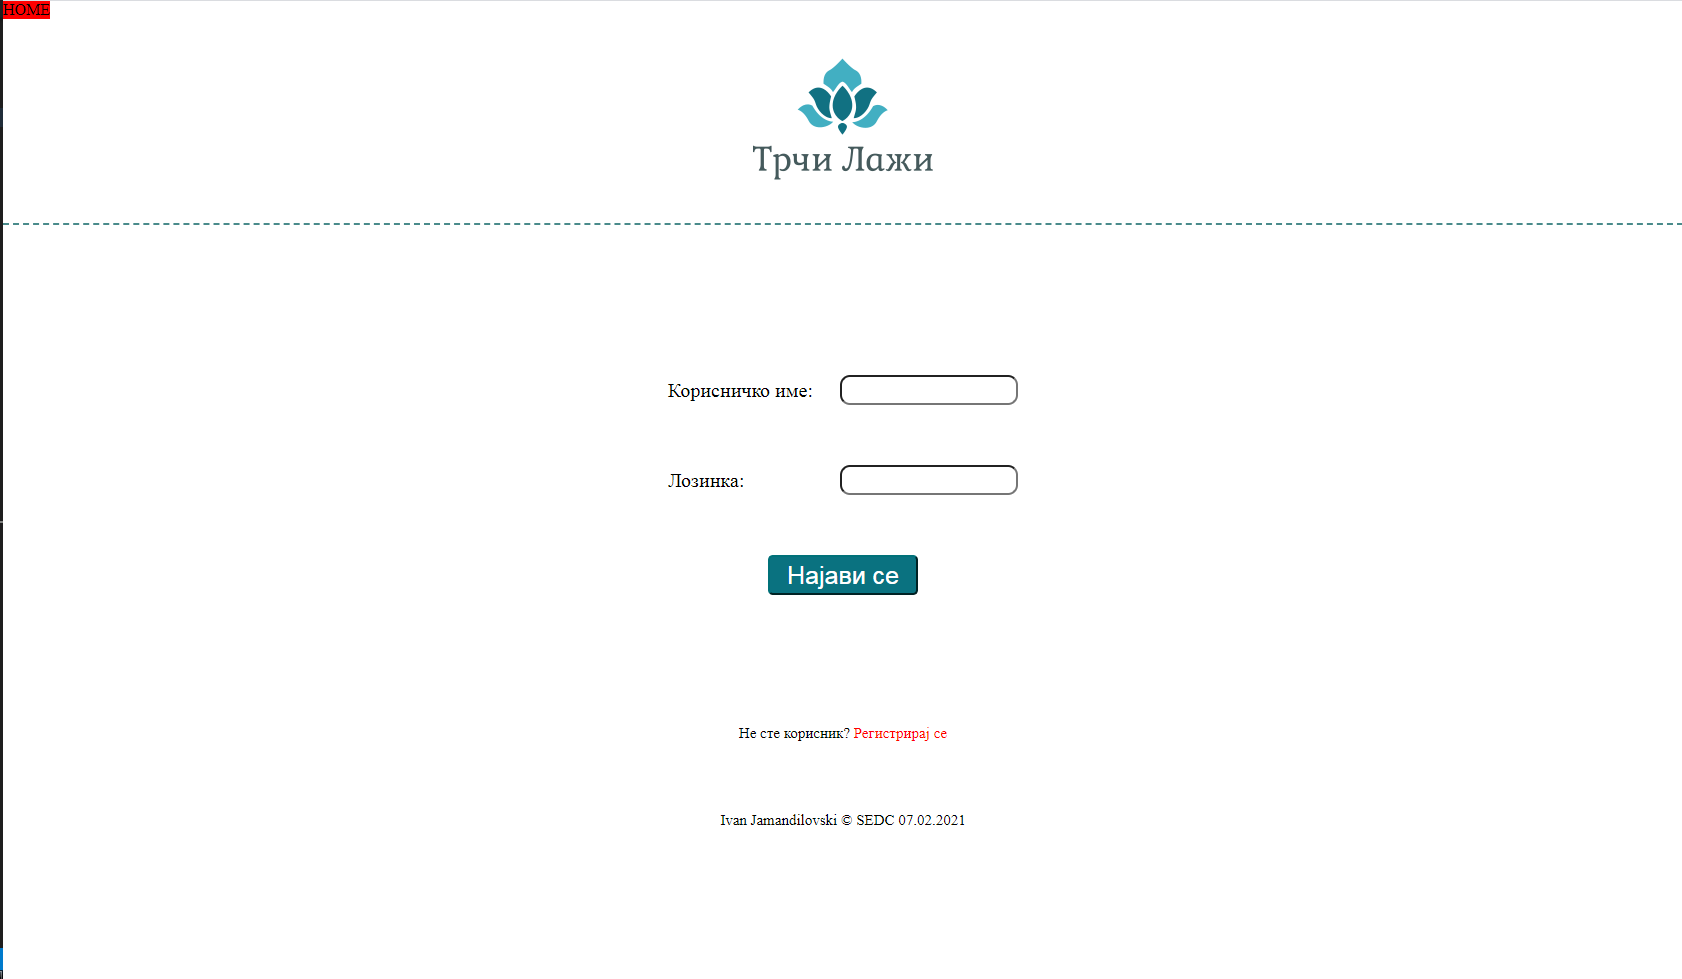 HOME
Трчи Лажи
Корисничко име:
Лозинка:
Најави се
Не сте корисник? Регистрирај се
Ivan Jamandilovski © SEDC 07.02.2021